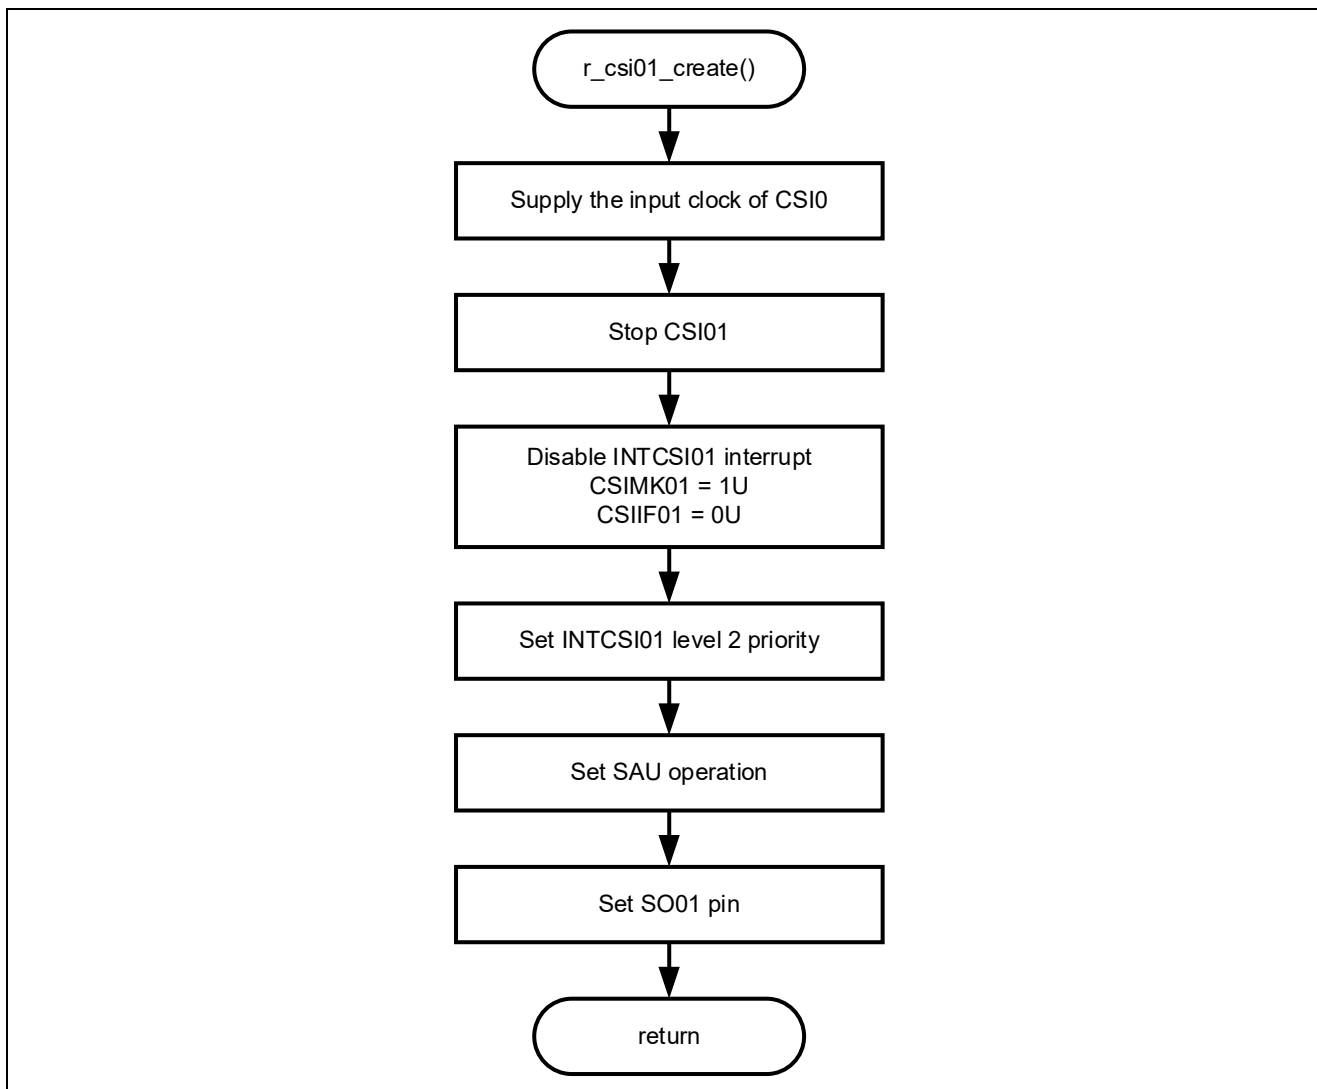 r_csi01_create()
Supply the input clock of CSI0
Stop CSI01
Disable INTCSI01 interrupt
CSIMK01 = 1U
CSIIF01 = 0U
Set INTCSI01 level 2 priority
Set SAU operation
Set SO01 pin
return